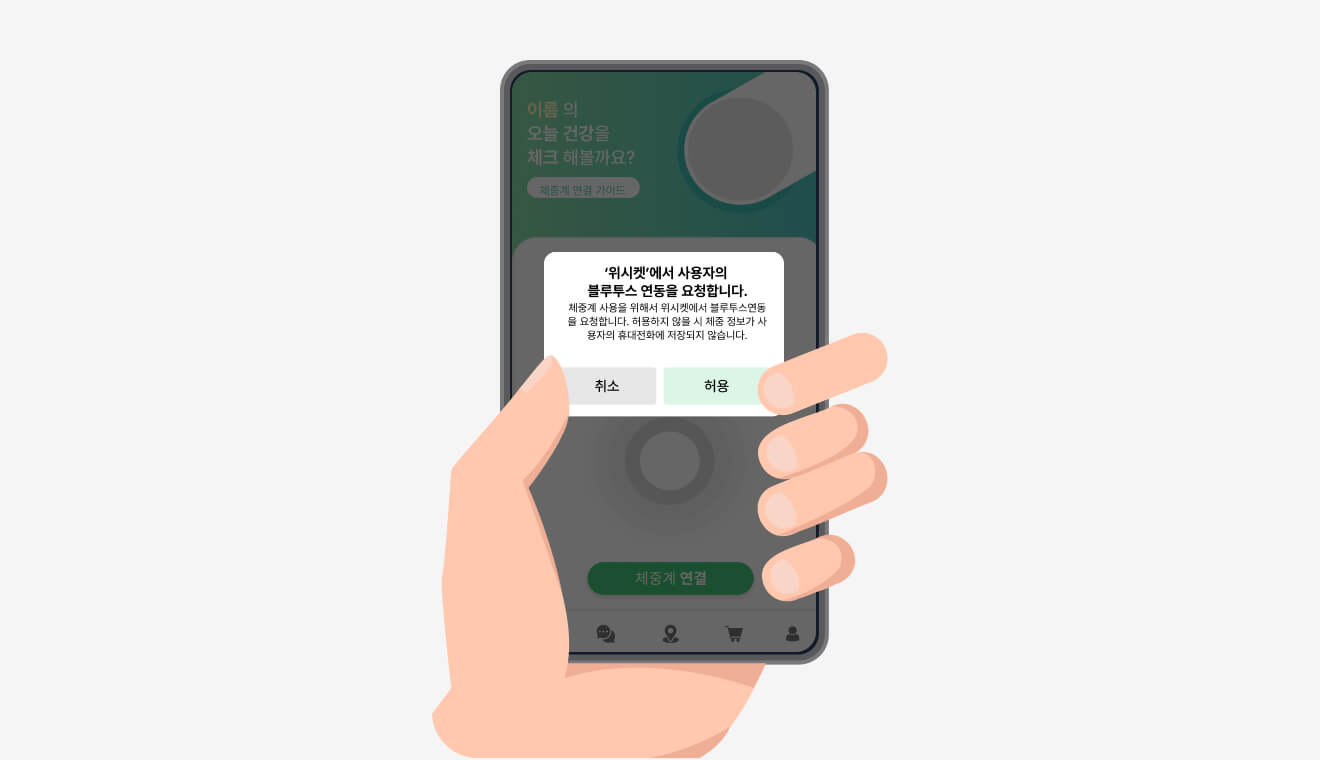 이름 의
오늘 건강을
체크 해볼까요?
체중계 연결 가이드
‘위시켓’에서 사용자의
블루투스 연동을 요청합니다.
체중계 사용을 위해서 위시켓에서 블루투스연동
을 요청합니다. 허용하지 않을 시 체중 정보가 사
용자의 휴대전화에 저장되지 않습니다.
취소
허용
체중계 연결